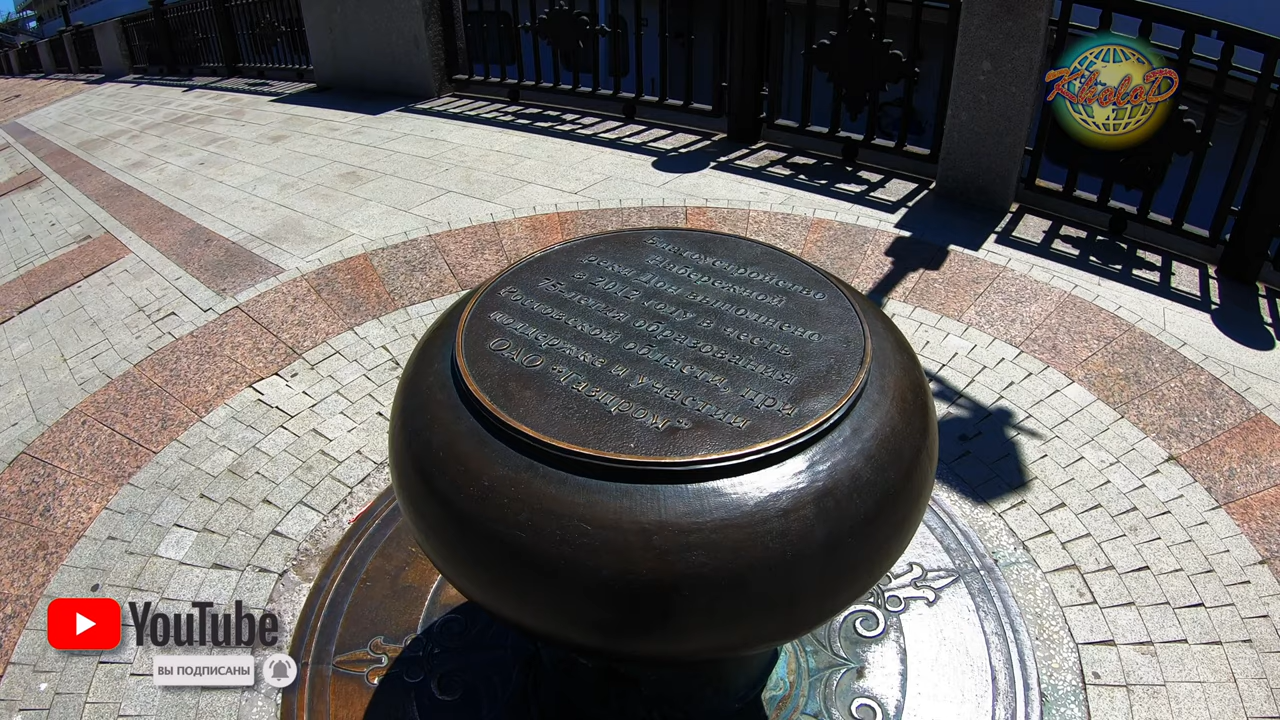 KholoD
Благоустройство
Набережной
реки Дон выполнено
в 2012 году в честь
75-летия образования
Ростовской области, при
поддержке и участии
ОАО "Газпром"
YouTube
ВЫ ПОДПИСАНЫ